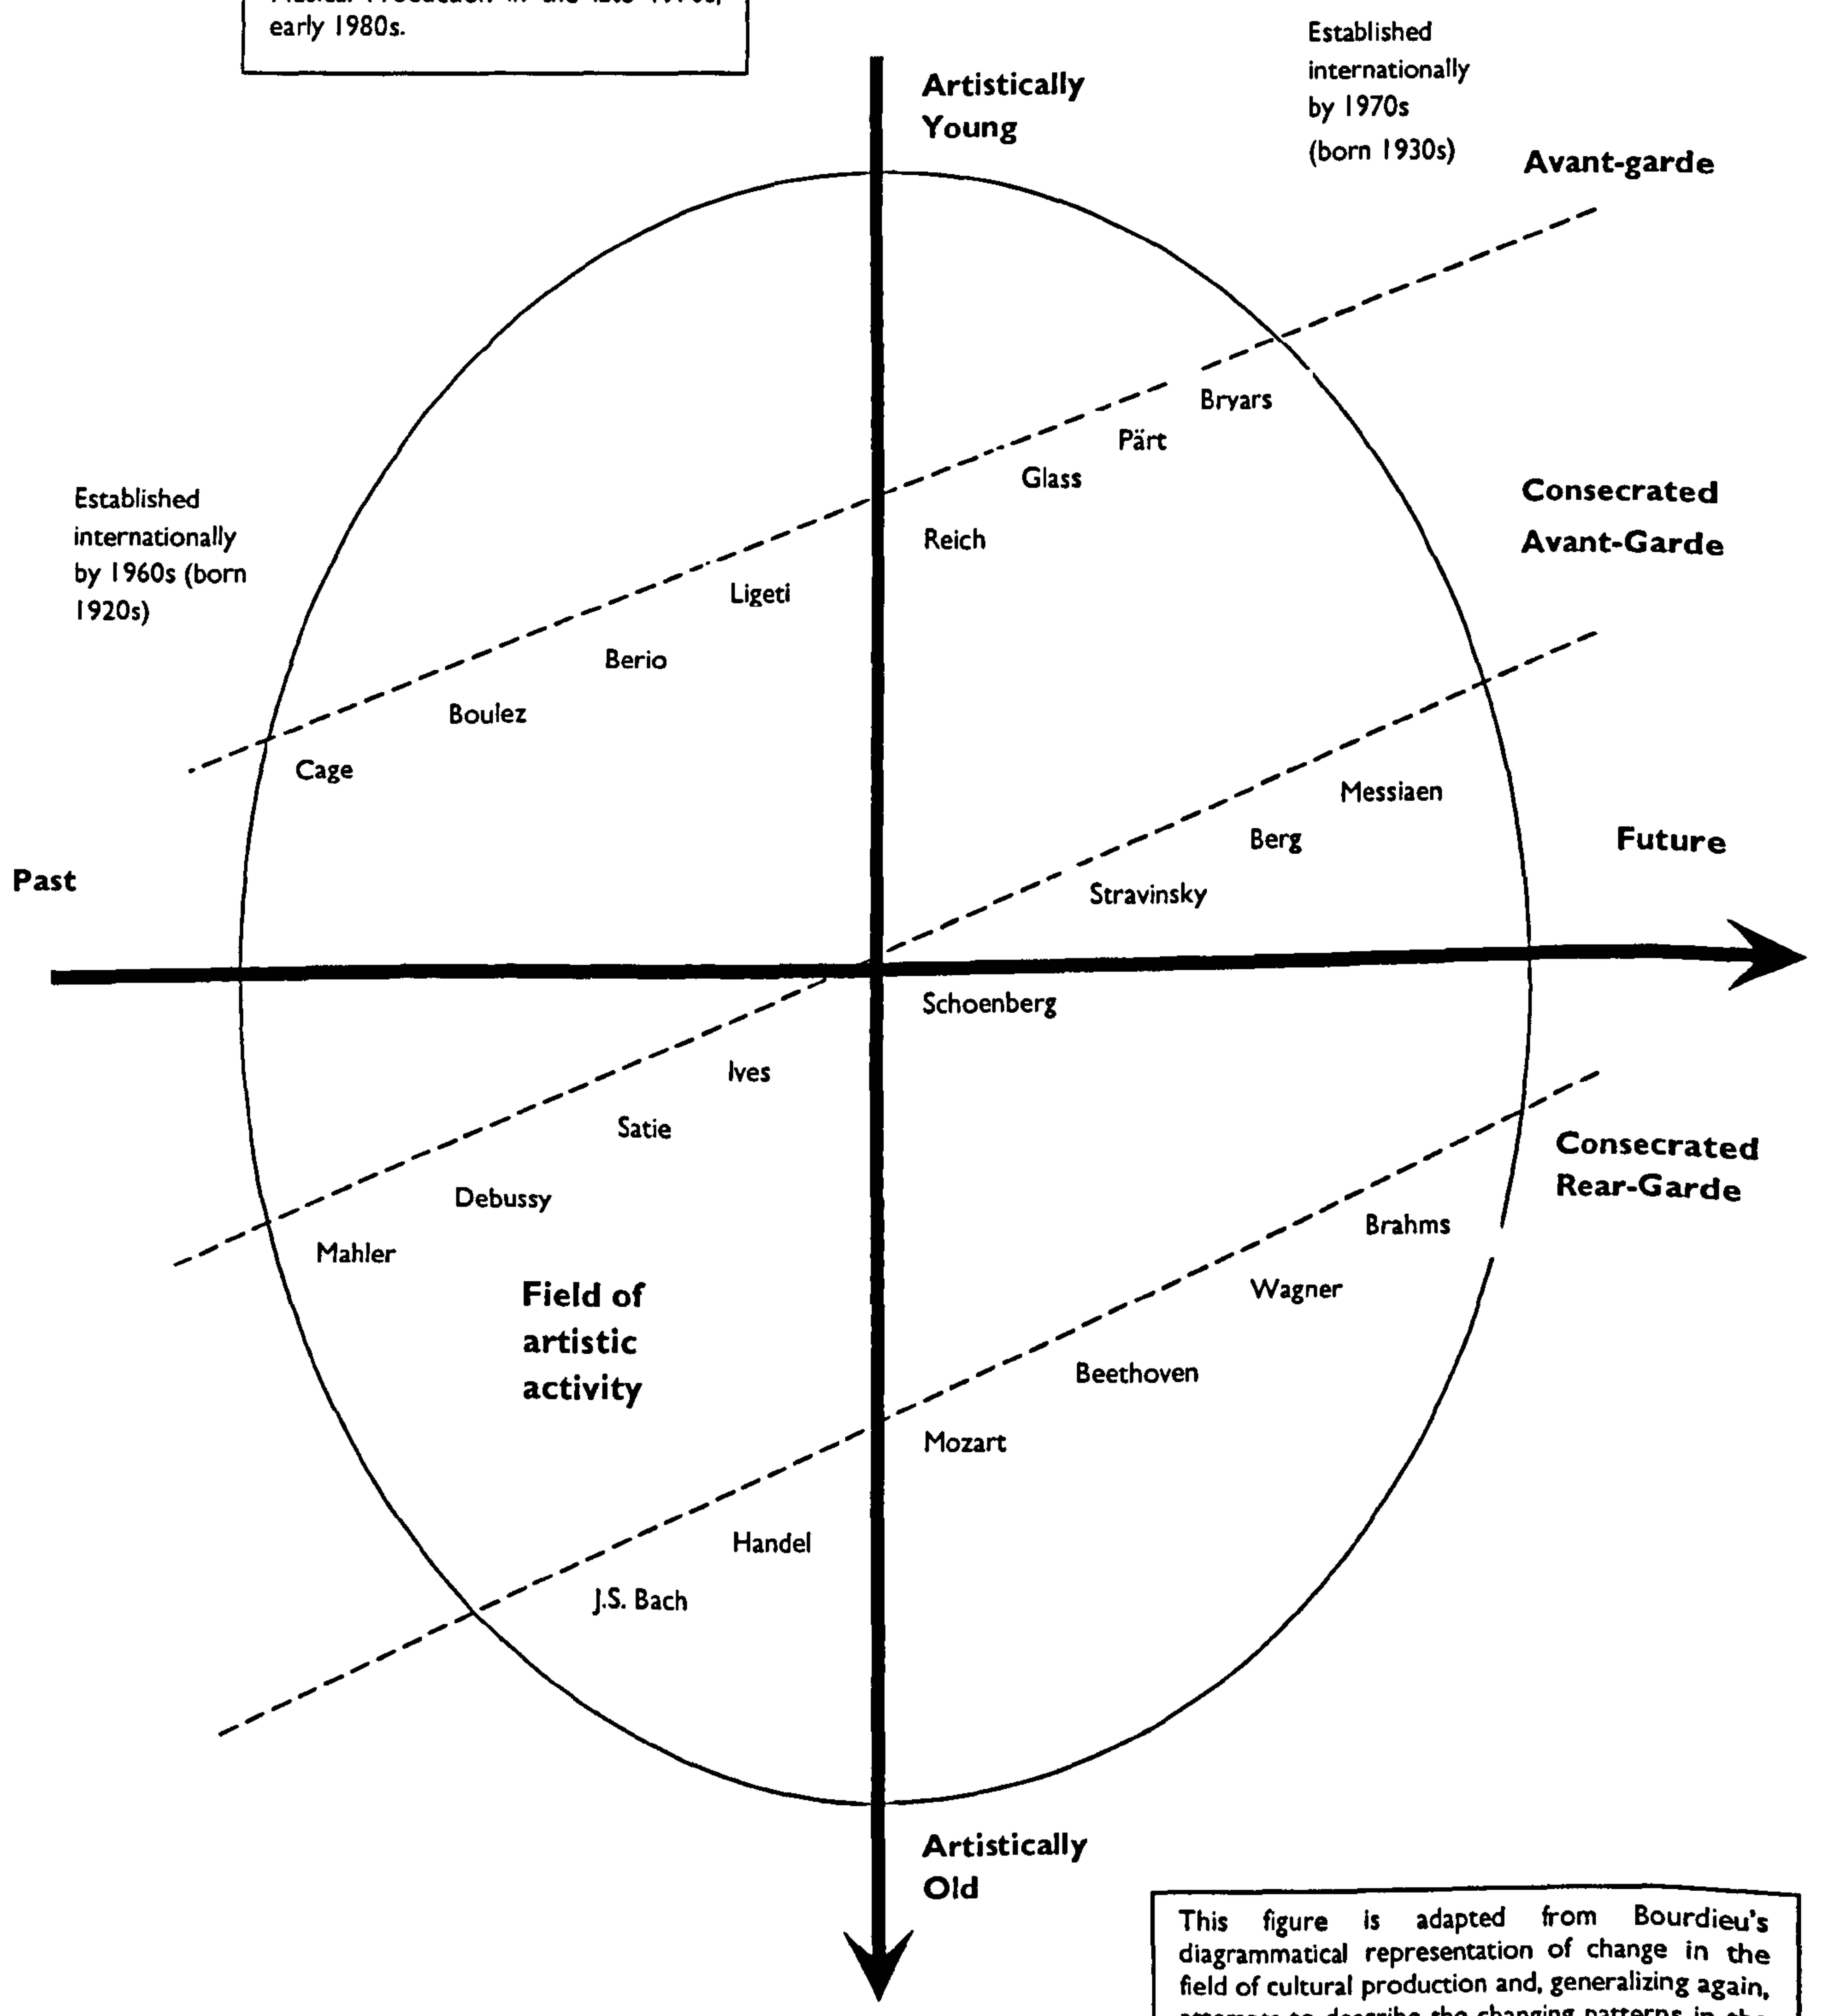 early 1980s.
Established
internationally
by 1970s
(born 1930s)
Artistically
Young
Avant-garde
Bryars
Pärt
Glass
Reich
Ligeti
Berio
Boulez
Cage
Established
internationally
by 1960s (born
1920s)
Consecrated
Avant-Garde
Messiaen
Berg
Stravinsky
Future
Past
Schoenberg
Ives
Satie
Debussy
Mahler
Field of
artistic
activity
Consecrated
Rear-Garde
Brahms
Wagner
Beethoven
Mozart
Handel
J.S. Bach
Artistically
Old
This figure is adapted from Bourdieu's
diagrammatical representation of change in the
field of cultural production and, generalizing again,